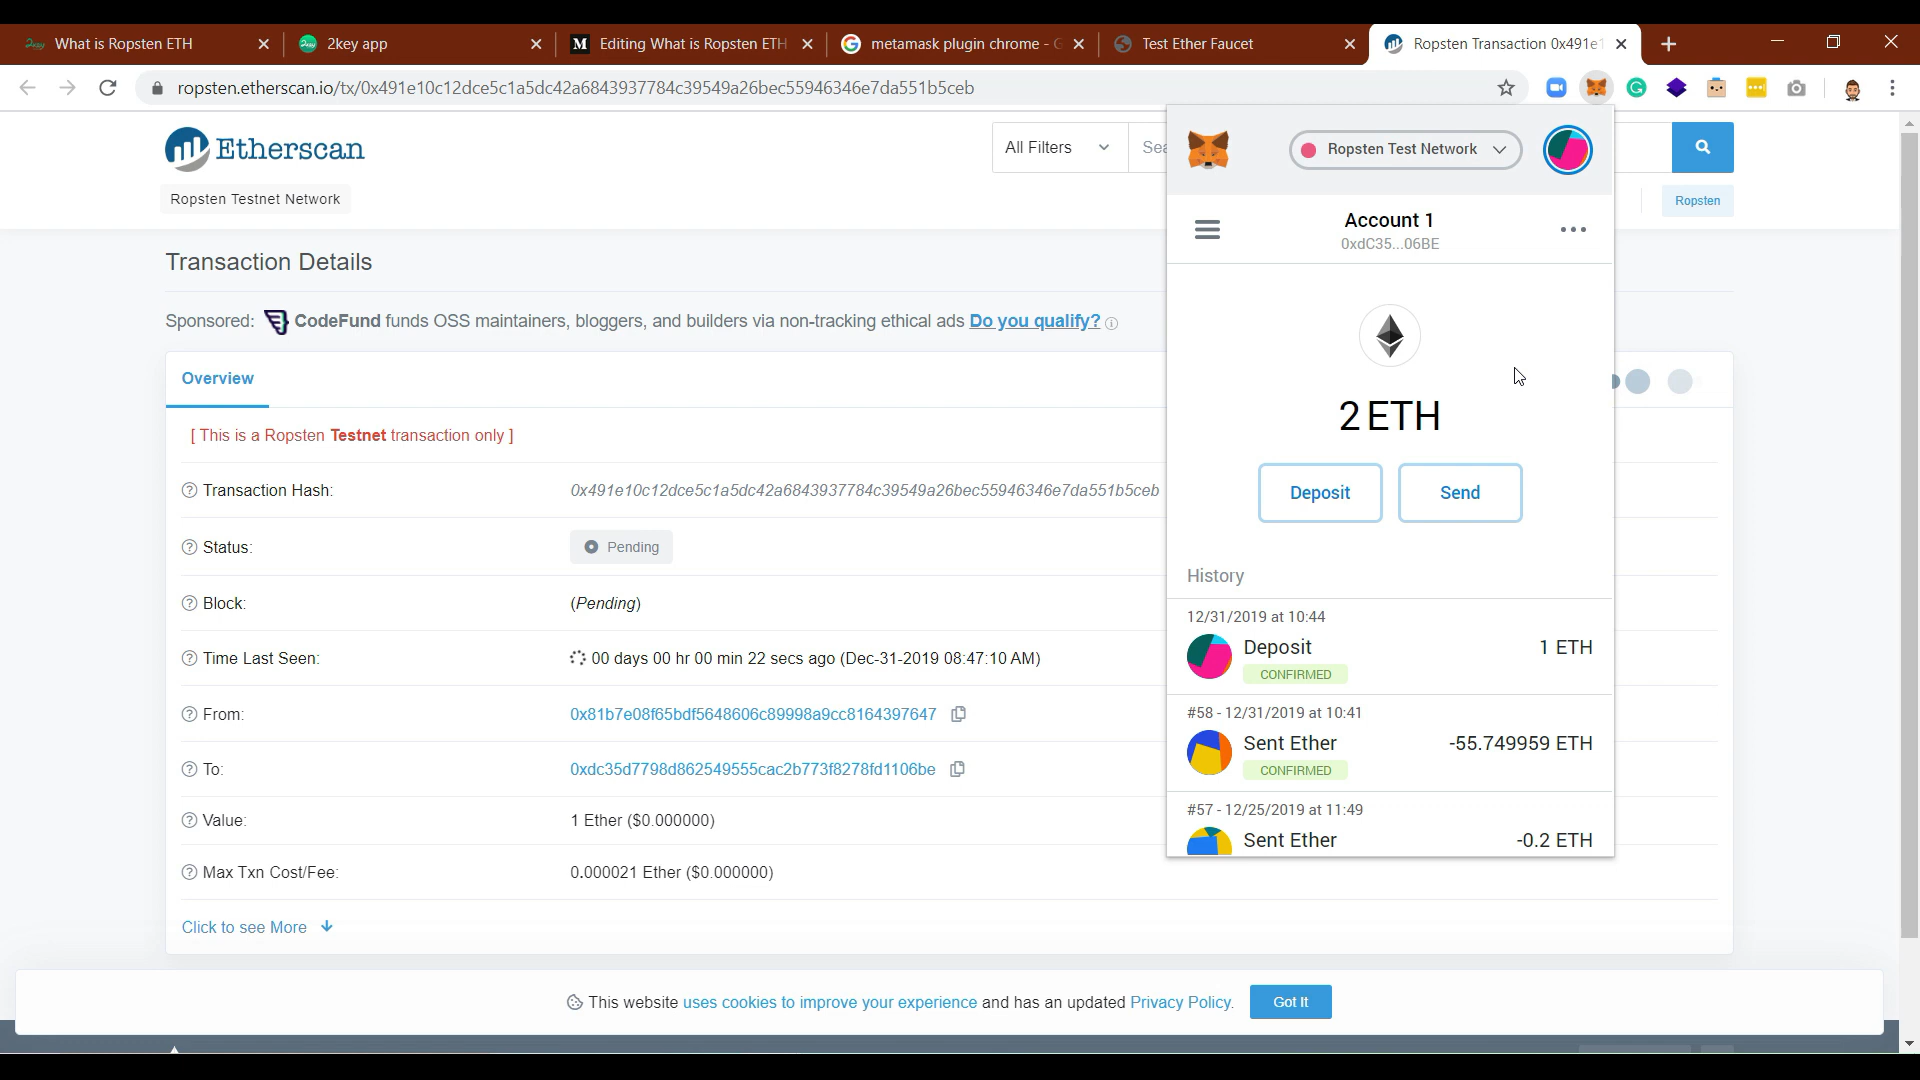 What is Ropsten ETH
2key app
Editing What is Ropsten ETH
metamask plugin chrome -
Test Ether Faucet
Ropsten Transaction 0x491e1
ropsten.etherscan.io/tx/0x491e10c12dce5c1a5dc42a6843937784c39549a26bec55946346e7da551b5ceb
Etherscan
All Filters
Sea
Ropsten Testnet Network
Ropsten
Ropsten Test Network
Account 1
0xdC35...06BE
Transaction Details
Sponsored: CodeFund funds OSS maintainers, bloggers, and builders via non-tracking ethical ads Do you qualify?
Overview
[ This is a Ropsten Testnet transaction only ]
Transaction Hash: 0x491e10c12dce5c1a5dc42a6843937784c39549a26bec55946346e7da551b5ceb
Status: Pending
Block: (Pending)
Time Last Seen: 00 days 00 hr 00 min 22 secs ago (Dec-31-2019 08:47:10 AM)
From: 0x81b7e08f65bdf5648606c89998a9cc8164397647
To: 0xdc35d7798d862549555cac2b773f8278fd1106be
Value: 1 Ether ($0.000000)
Max Txn Cost/Fee: 0.000021 Ether ($0.000000)
Click to see More
2 ETH
Deposit
Send
History
12/31/2019 at 10:44
Deposit 1 ETH
CONFIRMED
#58 - 12/31/2019 at 10:41
Sent Ether -55.749959 ETH
CONFIRMED
#57 - 12/25/2019 at 11:49
Sent Ether -0.2 ETH
This website uses cookies to improve your experience and has an updated Privacy Policy.
Got It